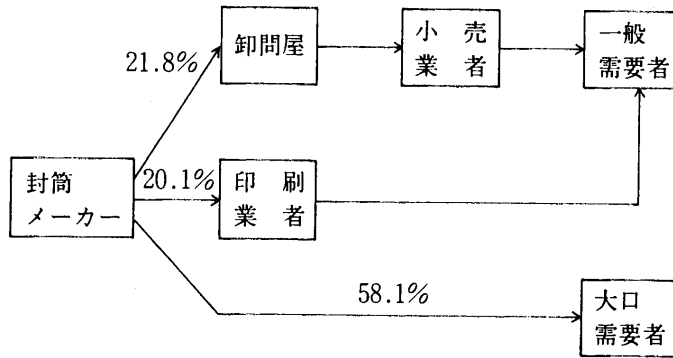 21.8%
卸問屋
小売
業者
一般
需要者
封筒
メーカー
20.1%
印刷
業者
58.1%
大口
需要者